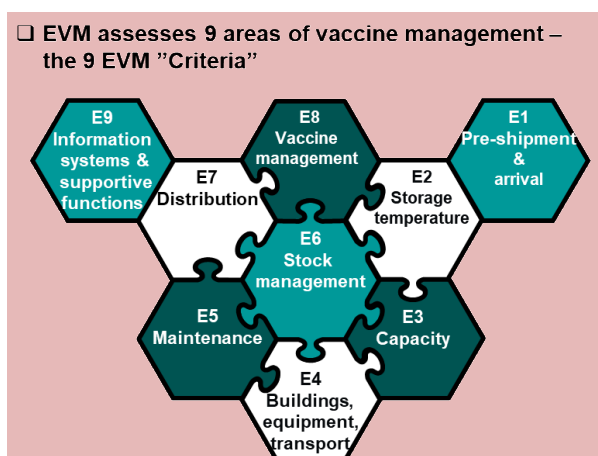 ❑ EVM assesses 9 areas of vaccine management –
the 9 EVM ”Criteria”
E9
Information
systems &
supportive
functions
E8
Vaccine
management
E1
Pre-shipment
&
arrival
E7
Distribution
E2
Storage
temperature
E6
Stock
management
E5
Maintenance
E3
Capacity
E4
Buildings,
equipment,
transport